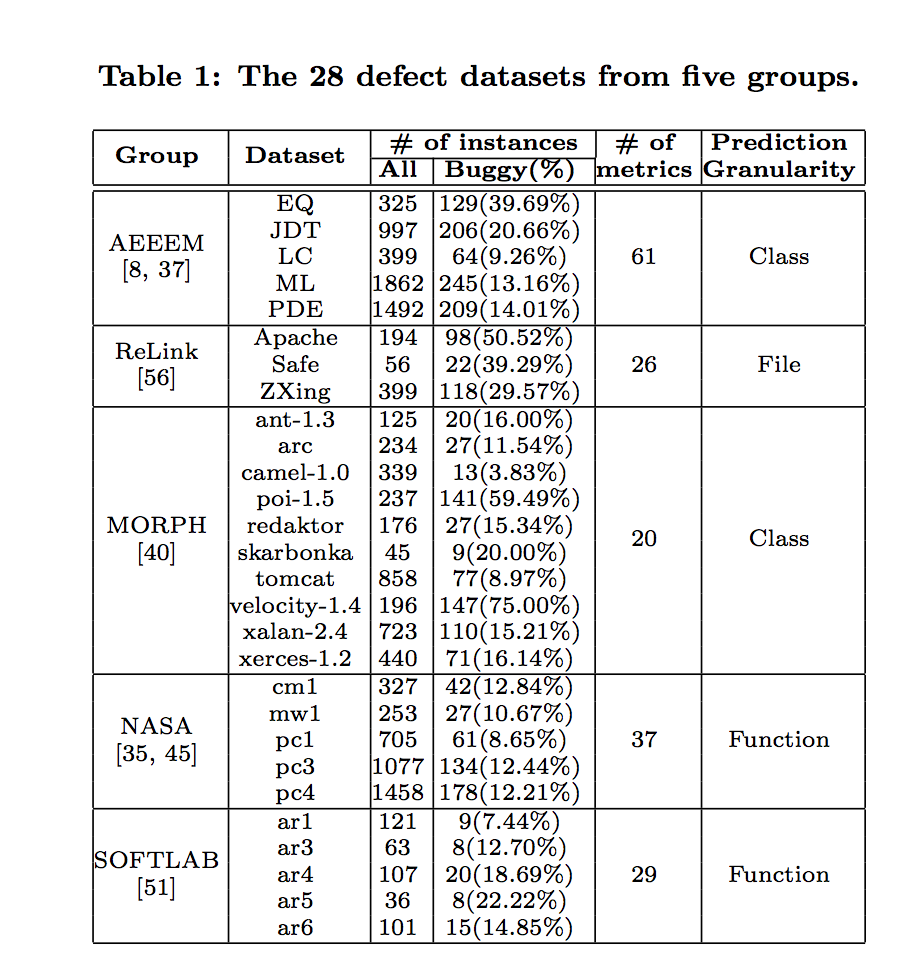 Table 1: The 28 defect datasets from five groups.
Group Dataset # of instances # of metrics Prediction Granularity
All Buggy(%)
AEEEM [8, 37] EQ 325 129(39.69%) 61 Class
JDT 997 206(20.66%)
LC 399 64(9.26%)
ML 1862 245(13.16%)
PDE 1492 209(14.01%)
ReLink [56] Apache 194 98(50.52%) 26 File
Safe 56 22(39.29%)
ZXing 399 118(29.57%)
MORPH [40] ant-1.3 125 20(16.00%) 20 Class
arc 234 27(11.54%)
camel-1.0 339 13(3.83%)
poi-1.5 237 141(59.49%)
redaktor 176 27(15.34%)
skarbonka 45 9(20.00%)
tomcat 858 77(8.97%)
velocity-1.4 196 147(75.00%)
xalan-2.4 723 110(15.21%)
xerces-1.2 440 71(16.14%)
NASA [35, 45] cm1 327 42(12.84%) 37 Function
mw1 253 27(10.67%)
pc1 705 61(8.65%)
pc3 1077 134(12.44%)
pc4 1458 178(12.21%)
SOFTLAB [51] ar1 121 9(7.44%) 29 Function
ar3 63 8(12.70%)
ar4 107 20(18.69%)
ar5 36 8(22.22%)
ar6 101 15(14.85%)